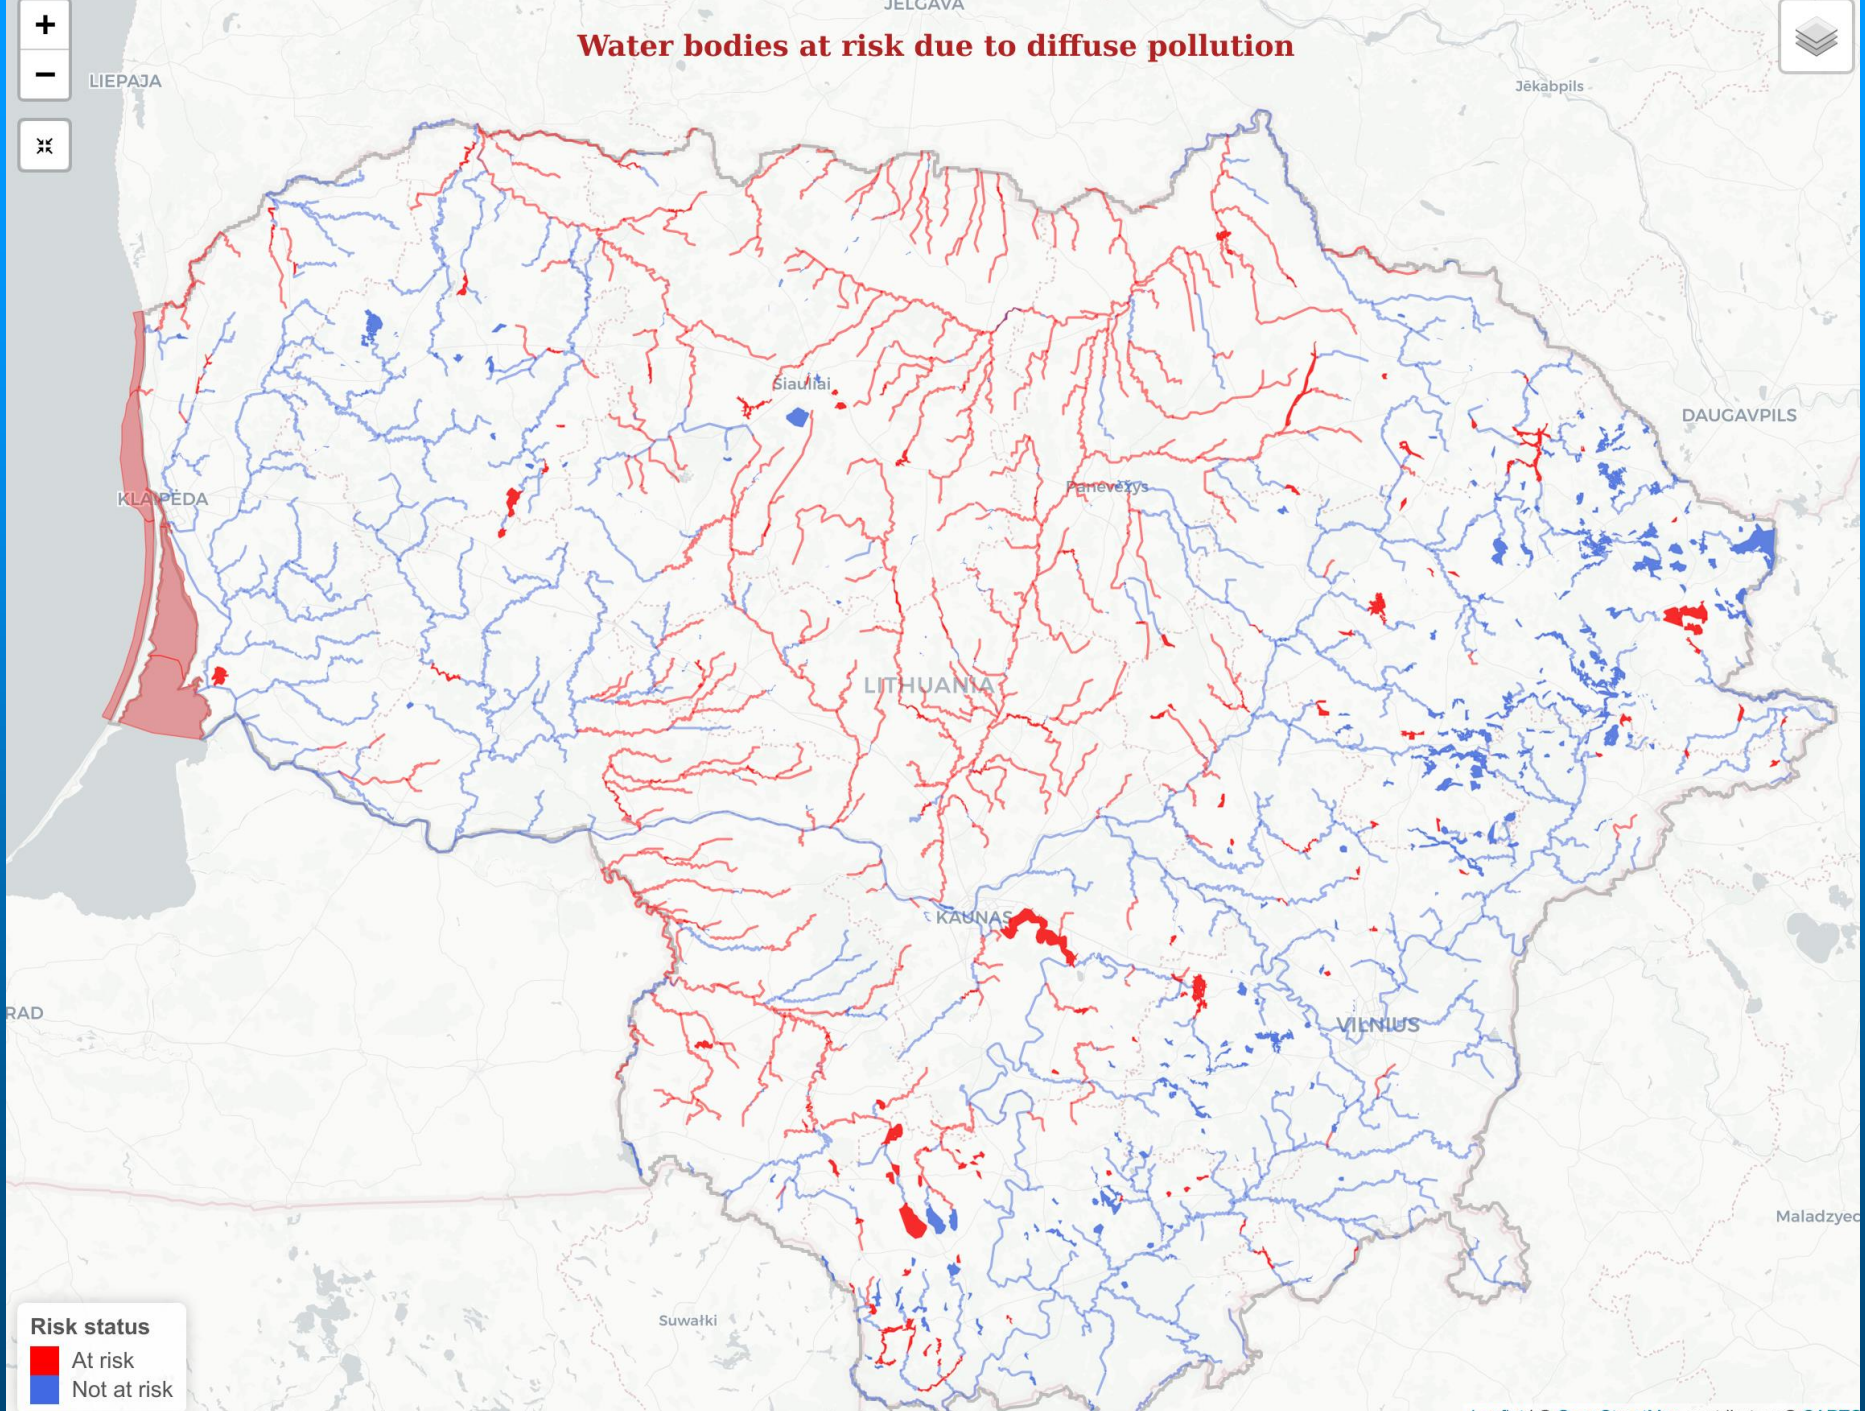 JELGAVA
+
Water bodies at risk due to diffuse pollution
−
LIEPAJA
Jēkabpils
Šiauliai
DAUGAVPILS
Panevėžys
KLAIPĖDA
LITHUANIA
KAUNAS
RAD
VILNIUS
Maladzyec
Suwałki
Risk status
At risk
Not at risk